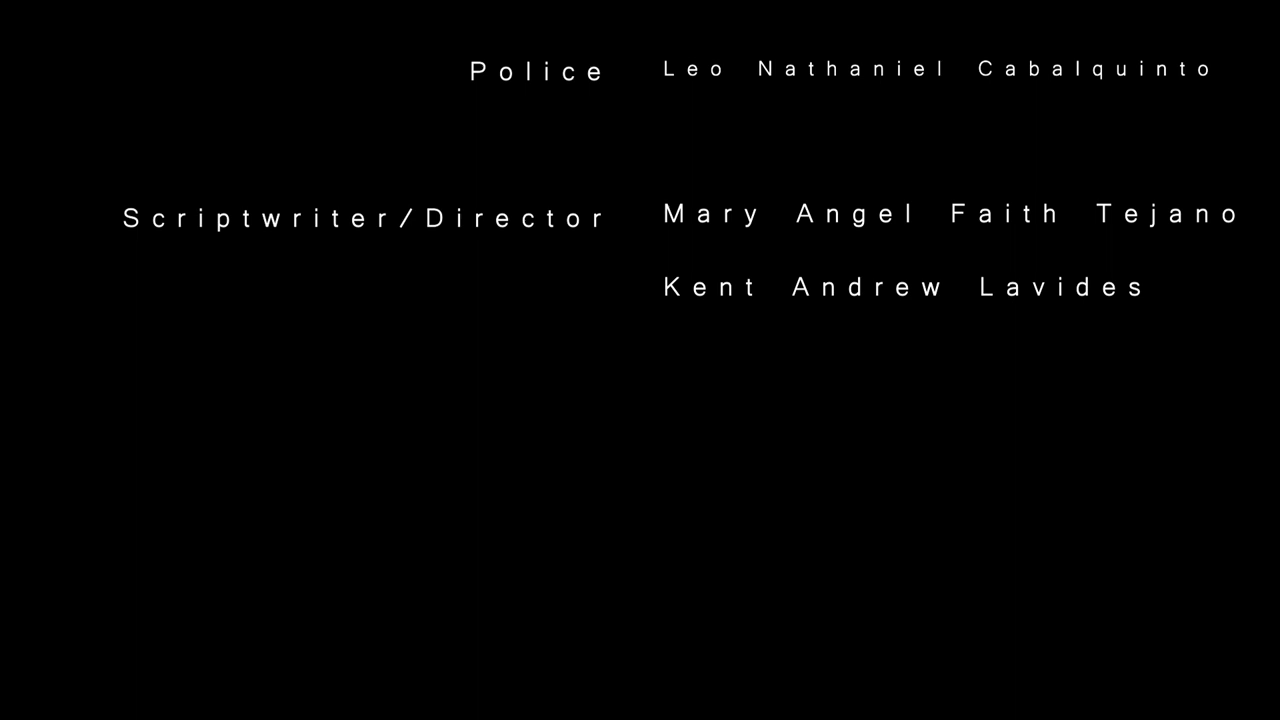 Police Leo Nathaniel Cabalquinto
Scriptwriter/Director Mary Angel Faith Tejano
Kent Andrew Lavides